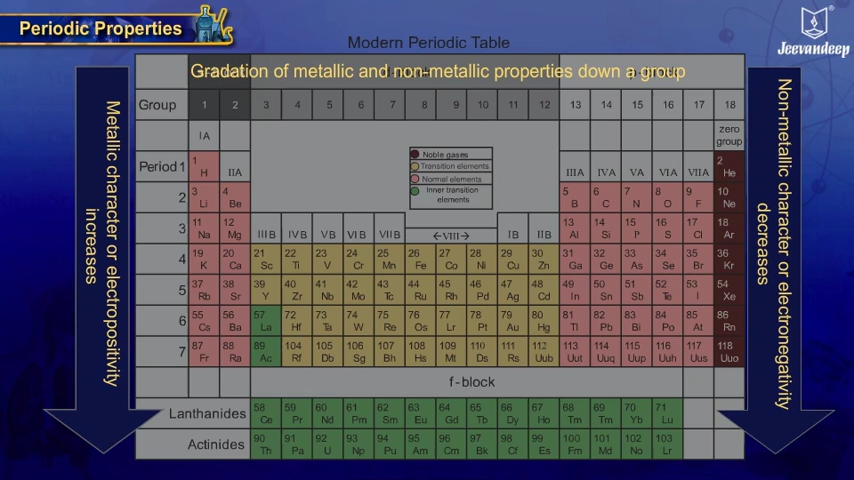 Periodic Properties
Jeevandeep
Modern Periodic Table
Gradation of metallic and non-metallic properties down a group
Group 1 2 3 4 5 6 7 8 9 10 11 12 13 14 15 16 17 18
IA zero group
Noble gases
Transition elements
Normal elements
Inner transition elements
Period 1 1 H IIA IIIA IVA VA VIA VIIA 2 He
2 3 Li 4 Be 5 B 6 C 7 N 8 O 9 F 10 Ne
3 11 Na 12 Mg IIIB IVB VB VIB VIIB VIII IB IIB 13 Al 14 Si 15 P 16 S 17 Cl 18 Ar
4 19 K 20 Ca 21 Sc 22 Ti 23 V 24 Cr 25 Mn 26 Fe 27 Co 28 Ni 29 Cu 30 Zn 31 Ga 32 Ge 33 As 34 Se 35 Br 36 Kr
5 37 Rb 38 Sr 39 Y 40 Zr 41 Nb 42 Mo 43 Tc 44 Ru 45 Rh 46 Pd 47 Ag 48 Cd 49 In 50 Sn 51 Sb 52 Te 53 I 54 Xe
6 55 Cs 56 Ba 57 La 72 Hf 73 Ta 74 W 75 Re 76 Os 77 Lr 78 Pt 79 Au 80 Hg 81 Tl 82 Pb 83 Bi 84 Po 85 At 86 Rn
7 87 Fr 88 Ra 89 Ac 104 Rf 105 Db 106 Sg 107 Bh 108 Hs 109 Mt 110 Ds 111 Rs 112 Uub 113 Uut 114 Uuq 115 Uup 116 Uuh 117 Uus 118 Uuo
f-block
Lanthanides 58 Ce 59 Pr 60 Nd 61 Pm 62 Sm 63 Eu 64 Gd 65 Tb 66 Dy 67 Ho 68 Tm 69 Tm 70 Yb 71 Lu
Actinides 90 Th 91 Pa 92 U 93 Np 94 Pu 95 Am 96 Cm 97 Bk 98 Cf 99 Es 100 Fm 101 Md 102 No 103 Lr
Metallic character or electropositivity
increases
Non-metallic character or electronegativity
decreases